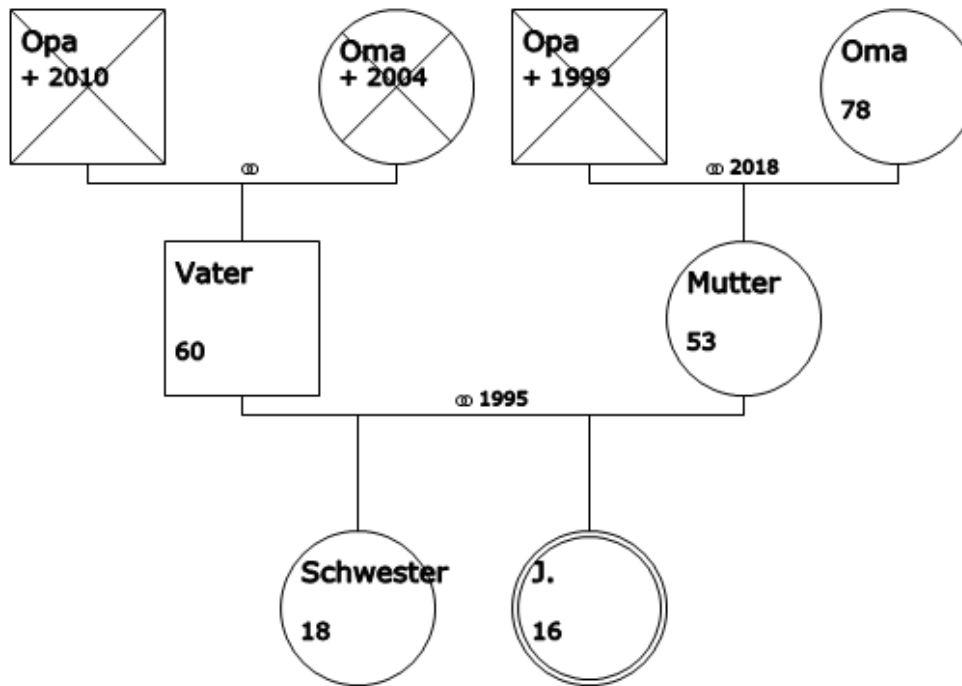 Opa
+ 2010
Oma
+ 2004
Opa
+ 1999
Oma
78
⚭
⚭ 2018
Vater
60
Mutter
53
⚭ 1995
Schwester
18
J.
16